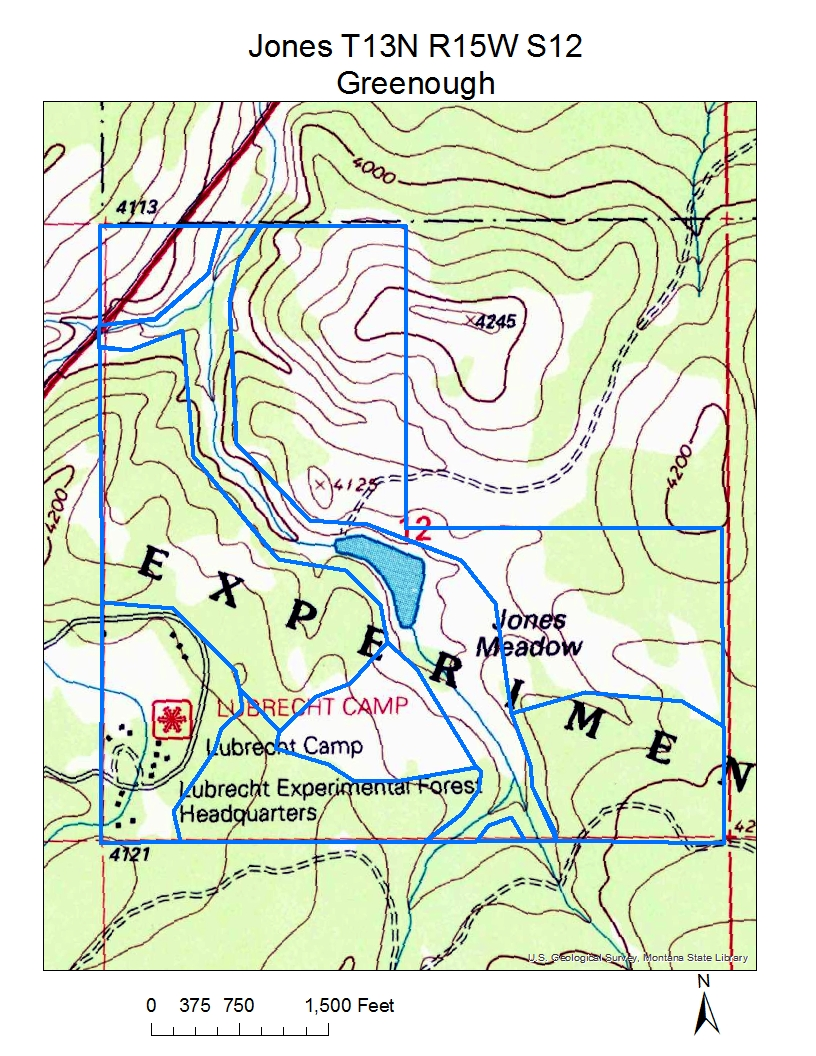 Jones T13N R15W S12
Greenough
4000
4113
×4245
4200
×4125
4200
12
E X P E R I M E N
Jones
Meadow
LUBRECHT CAMP
Lubrecht Camp
Lubrecht Experimental Forest
Headquarters
42
4121
U.S. Geological Survey, Montana State Library
N
0 375 750 1,500 Feet